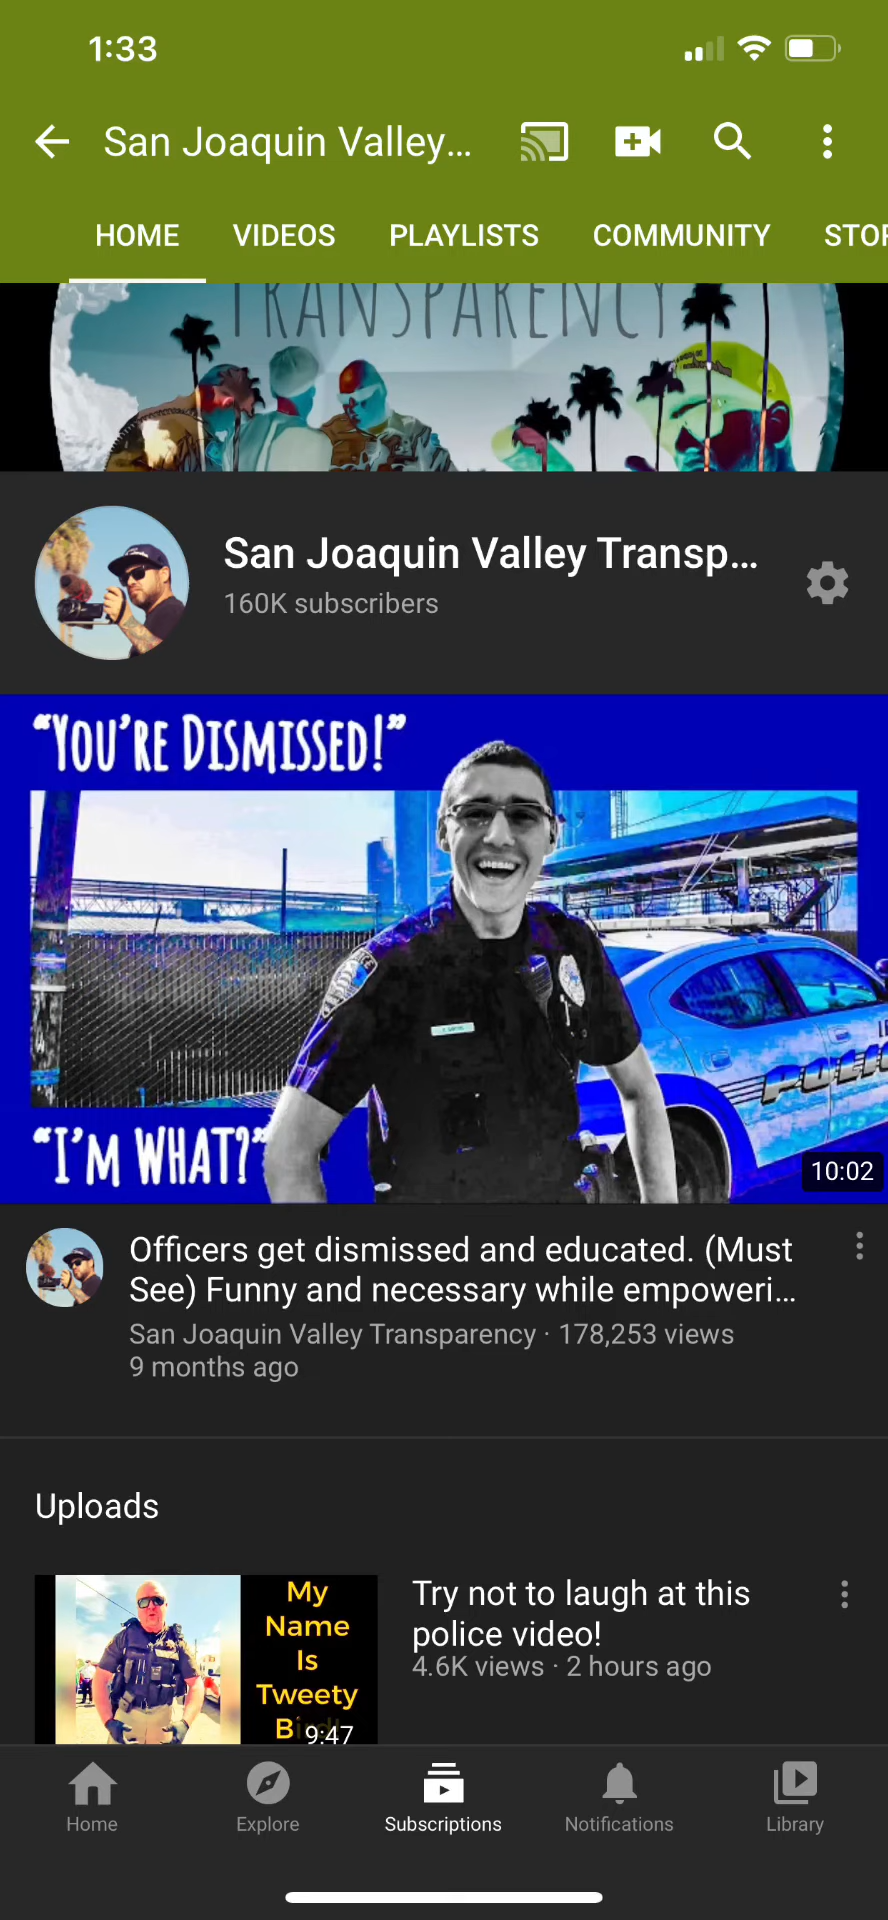 1:33
San Joaquin Valley...
HOME VIDEOS PLAYLISTS COMMUNITY STOR
TRANSPARENCY
San Joaquin Valley Transp...
160K subscribers
"YOU'RE DISMISSED!"
POLIC
"I'M WHAT?"
10:02
Officers get dismissed and educated. (Must
See) Funny and necessary while empoweri...
San Joaquin Valley Transparency · 178,253 views
9 months ago
Uploads
My
Name
Is
Tweety
Bird!
9:47
Try not to laugh at this
police video!
4.6K views · 2 hours ago
Home Explore Subscriptions Notifications Library